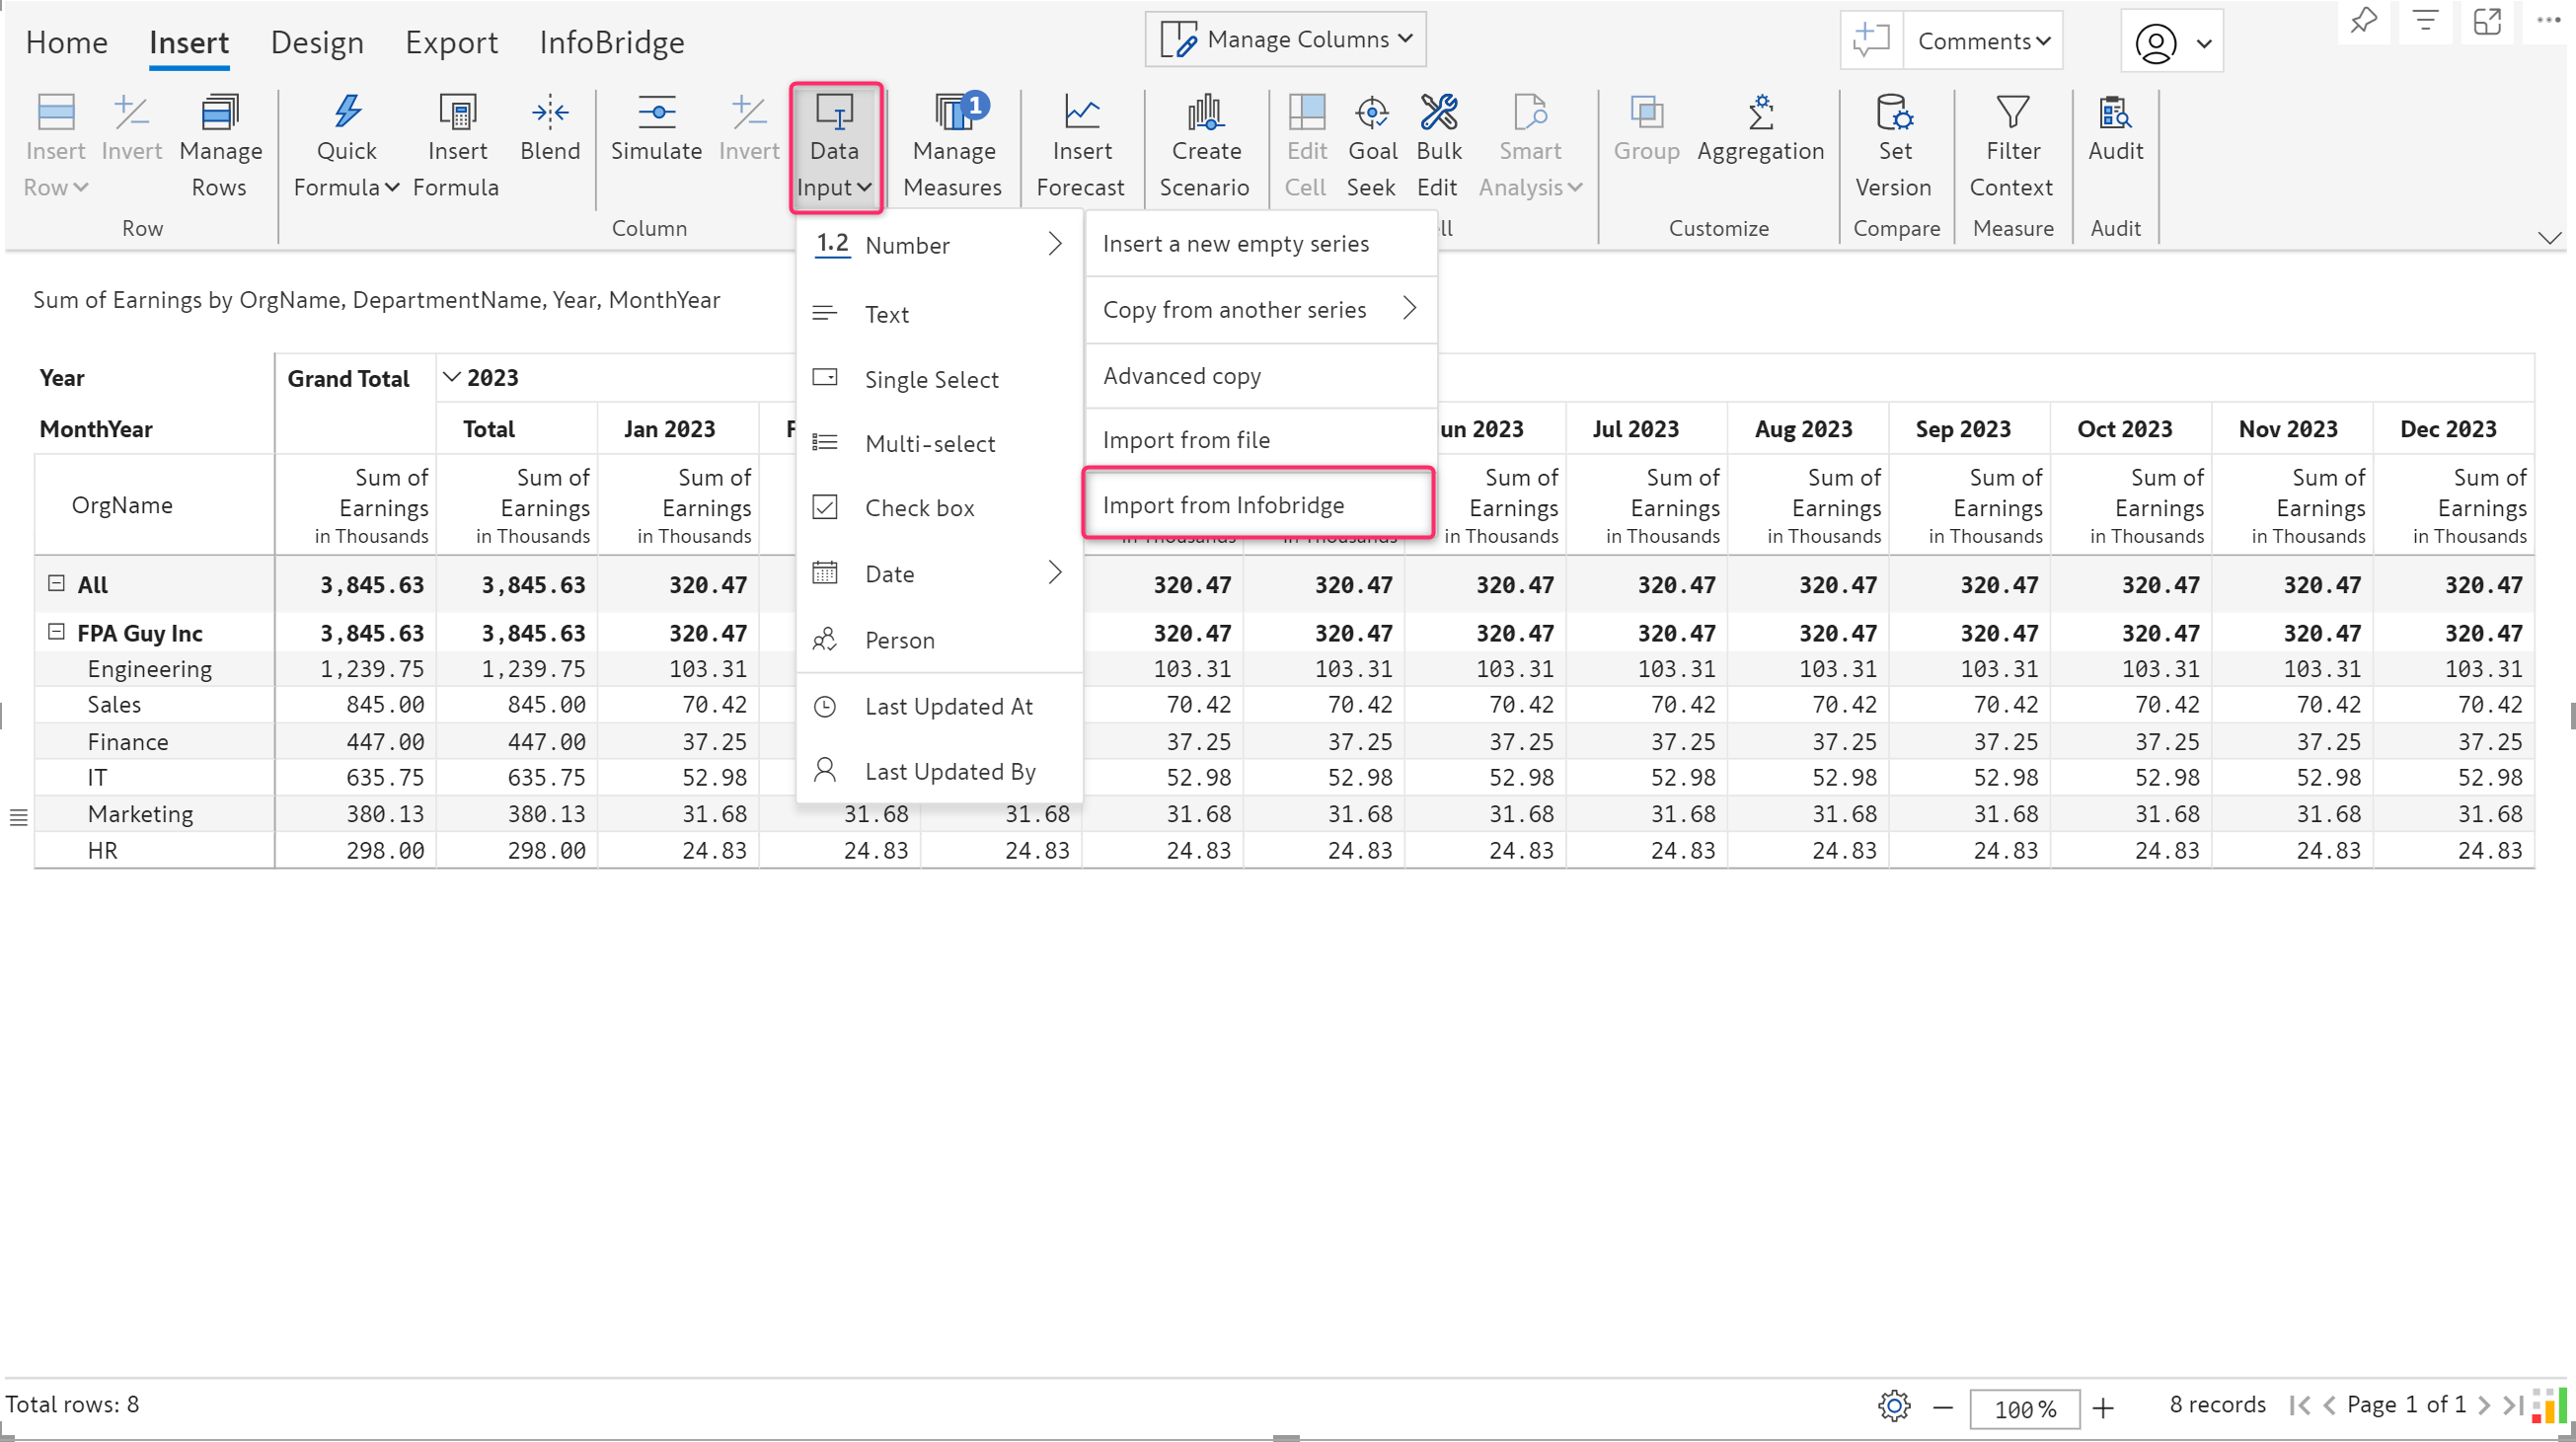 Home Insert Design Export InfoBridge Manage Columns Comments
Insert Row Invert Manage Rows Quick Formula Insert Formula Blend Simulate Invert Data Input Manage Measures 1 Insert Forecast Create Scenario Edit Cell Goal Seek Bulk Edit Smart Analysis Group Aggregation Set Version Filter Context Audit
Row Column ll Customize Compare Measure Audit
1.2 Number
Text
Single Select
Multi-select
Check box
Date
Person
Last Updated At
Last Updated By
Insert a new empty series
Copy from another series
Advanced copy
Import from file
Import from Infobridge
Sum of Earnings by OrgName, DepartmentName, Year, MonthYear
Year Grand Total 2023
MonthYear Total Jan 2023 F un 2023 Jul 2023 Aug 2023 Sep 2023 Oct 2023 Nov 2023 Dec 2023
OrgName
Sum of Sum of Sum of Sum of Sum of Sum of Sum of Sum of Sum of Sum of
Earnings Earnings Earnings Earnings Earnings Earnings Earnings Earnings Earnings Earnings
in Thousands in Thousands in Thousands in Thousands in Thousands in Thousands in Thousands in Thousands in Thousands in Thousands in Thousands in Thousands
All 3,845.63 3,845.63 320.47 320.47 320.47 320.47 320.47 320.47 320.47 320.47 320.47 320.47
FPA Guy Inc 3,845.63 3,845.63 320.47 320.47 320.47 320.47 320.47 320.47 320.47 320.47 320.47 320.47
Engineering 1,239.75 1,239.75 103.31 103.31 103.31 103.31 103.31 103.31 103.31 103.31 103.31 103.31
Sales 845.00 845.00 70.42 70.42 70.42 70.42 70.42 70.42 70.42 70.42 70.42 70.42
Finance 447.00 447.00 37.25 37.25 37.25 37.25 37.25 37.25 37.25 37.25 37.25 37.25
IT 635.75 635.75 52.98 52.98 52.98 52.98 52.98 52.98 52.98 52.98 52.98 52.98
Marketing 380.13 380.13 31.68 31.68 31.68 31.68 31.68 31.68 31.68 31.68 31.68 31.68 31.68 31.68
HR 298.00 298.00 24.83 24.83 24.83 24.83 24.83 24.83 24.83 24.83 24.83 24.83 24.83 24.83
Total rows: 8 100% 8 records Page 1 of 1